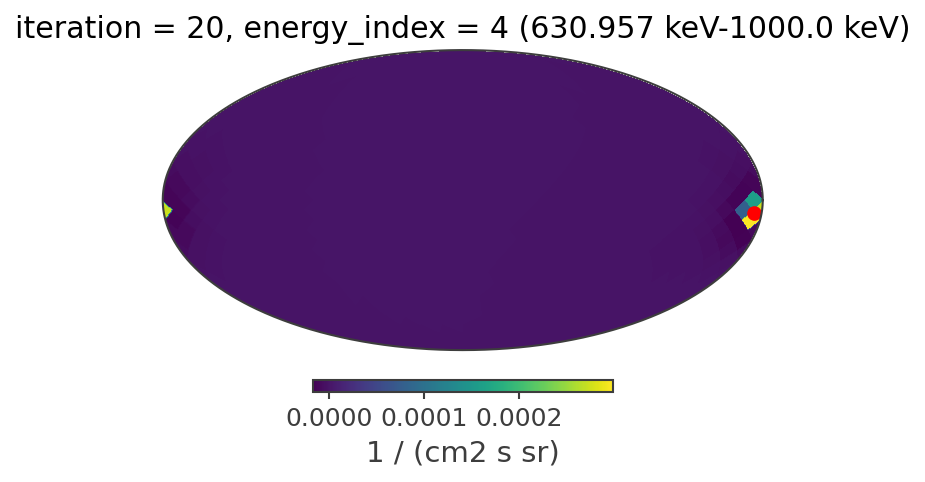 iteration = 20, energy_index = 4 (630.957 keV-1000.0 keV)
0.0000 0.0001 0.0002
1 / (cm2 s sr)